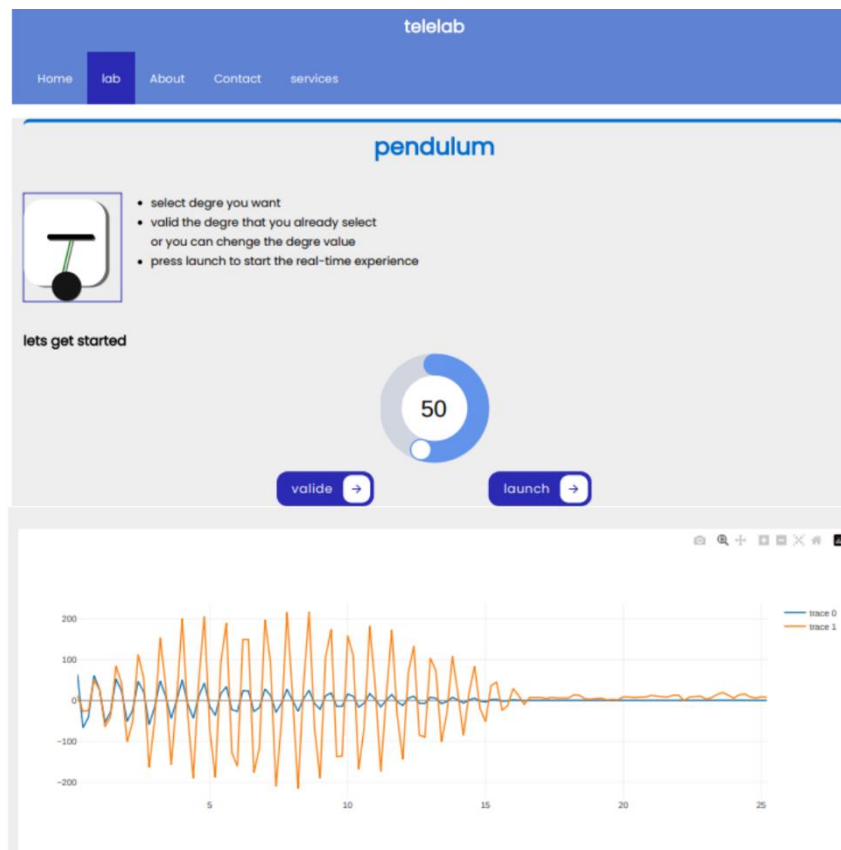 telelab
Home lab About Contact services
pendulum
select degre you want
valid the degre that you already select
or you can chenge the degre value
press launch to start the real-time experience
lets get started
50
valide
launch
trace 0
trace 1
200
100
0
−100
−200
5 10 15 20 25